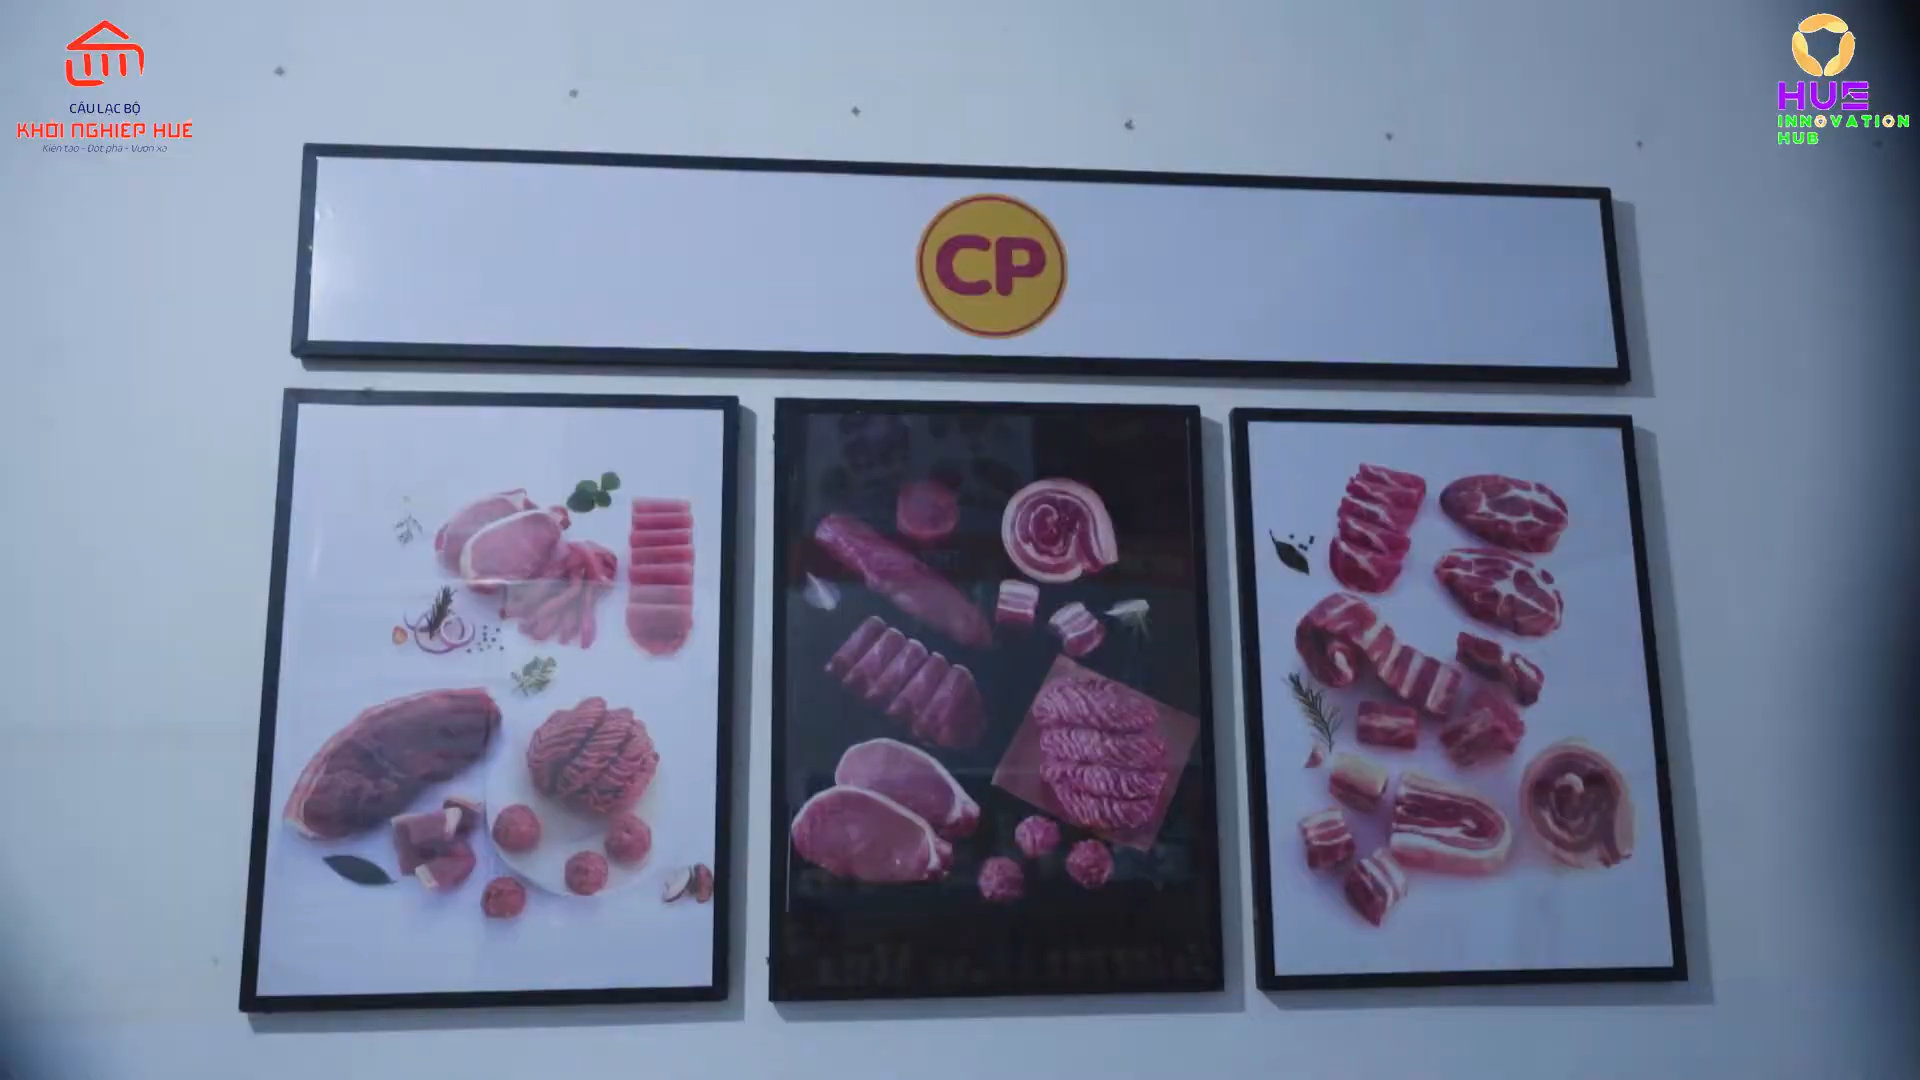 CÂU LẠC BỘ
KHỞI NGHIỆP HUẾ
Kiến tạo - Đột phá - Vươn xa
HUE
INNOVATION
HUB
CP